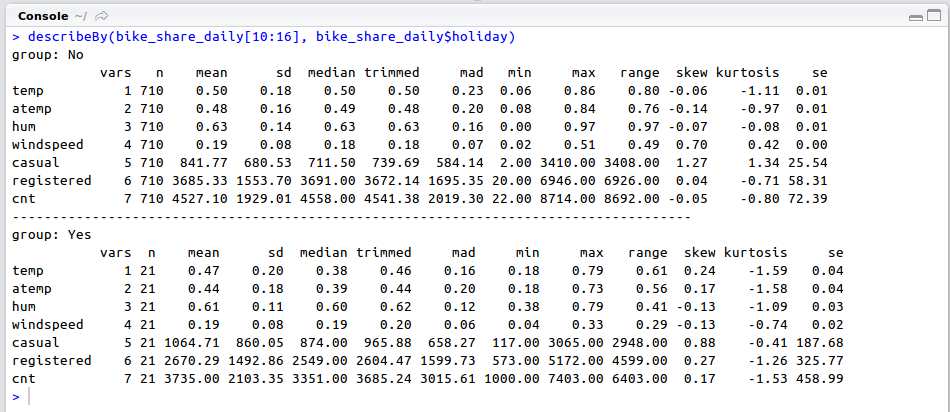 Console ~/
> describeBy(bike_share_daily[10:16], bike_share_daily$holiday)
group: No
vars n mean sd median trimmed mad min max range skew kurtosis se
temp 1 710 0.50 0.18 0.50 0.50 0.23 0.06 0.86 0.80 -0.06 -1.11 0.01
atemp 2 710 0.48 0.16 0.49 0.48 0.20 0.08 0.84 0.76 -0.14 -0.97 0.01
hum 3 710 0.63 0.14 0.63 0.63 0.16 0.00 0.97 0.97 -0.07 -0.08 0.01
windspeed 4 710 0.19 0.08 0.18 0.18 0.07 0.02 0.51 0.49 0.70 0.42 0.00
casual 5 710 841.77 680.53 711.50 739.69 584.14 2.00 3410.00 3408.00 1.27 1.34 25.54
registered 6 710 3685.33 1553.70 3691.00 3672.14 1695.35 20.00 6946.00 6926.00 0.04 -0.71 58.31
cnt 7 710 4527.10 1929.01 4558.00 4541.38 2019.30 22.00 8714.00 8692.00 -0.05 -0.80 72.39
-------------------------------------------------------------------------------------
group: Yes
vars n mean sd median trimmed mad min max range skew kurtosis se
temp 1 21 0.47 0.20 0.38 0.46 0.16 0.18 0.79 0.61 0.24 -1.59 0.04
atemp 2 21 0.44 0.18 0.39 0.44 0.20 0.18 0.73 0.56 0.17 -1.58 0.04
hum 3 21 0.61 0.11 0.60 0.62 0.12 0.38 0.79 0.41 -0.13 -1.09 0.03
windspeed 4 21 0.19 0.08 0.19 0.20 0.06 0.04 0.33 0.29 -0.13 -0.74 0.02
casual 5 21 1064.71 860.05 874.00 965.88 658.27 117.00 3065.00 2948.00 0.88 -0.41 187.68
registered 6 21 2670.29 1492.86 2549.00 2604.47 1599.73 573.00 5172.00 4599.00 0.27 -1.26 325.77
cnt 7 21 3735.00 2103.35 3351.00 3685.24 3015.61 1000.00 7403.00 6403.00 0.17 -1.53 458.99
>